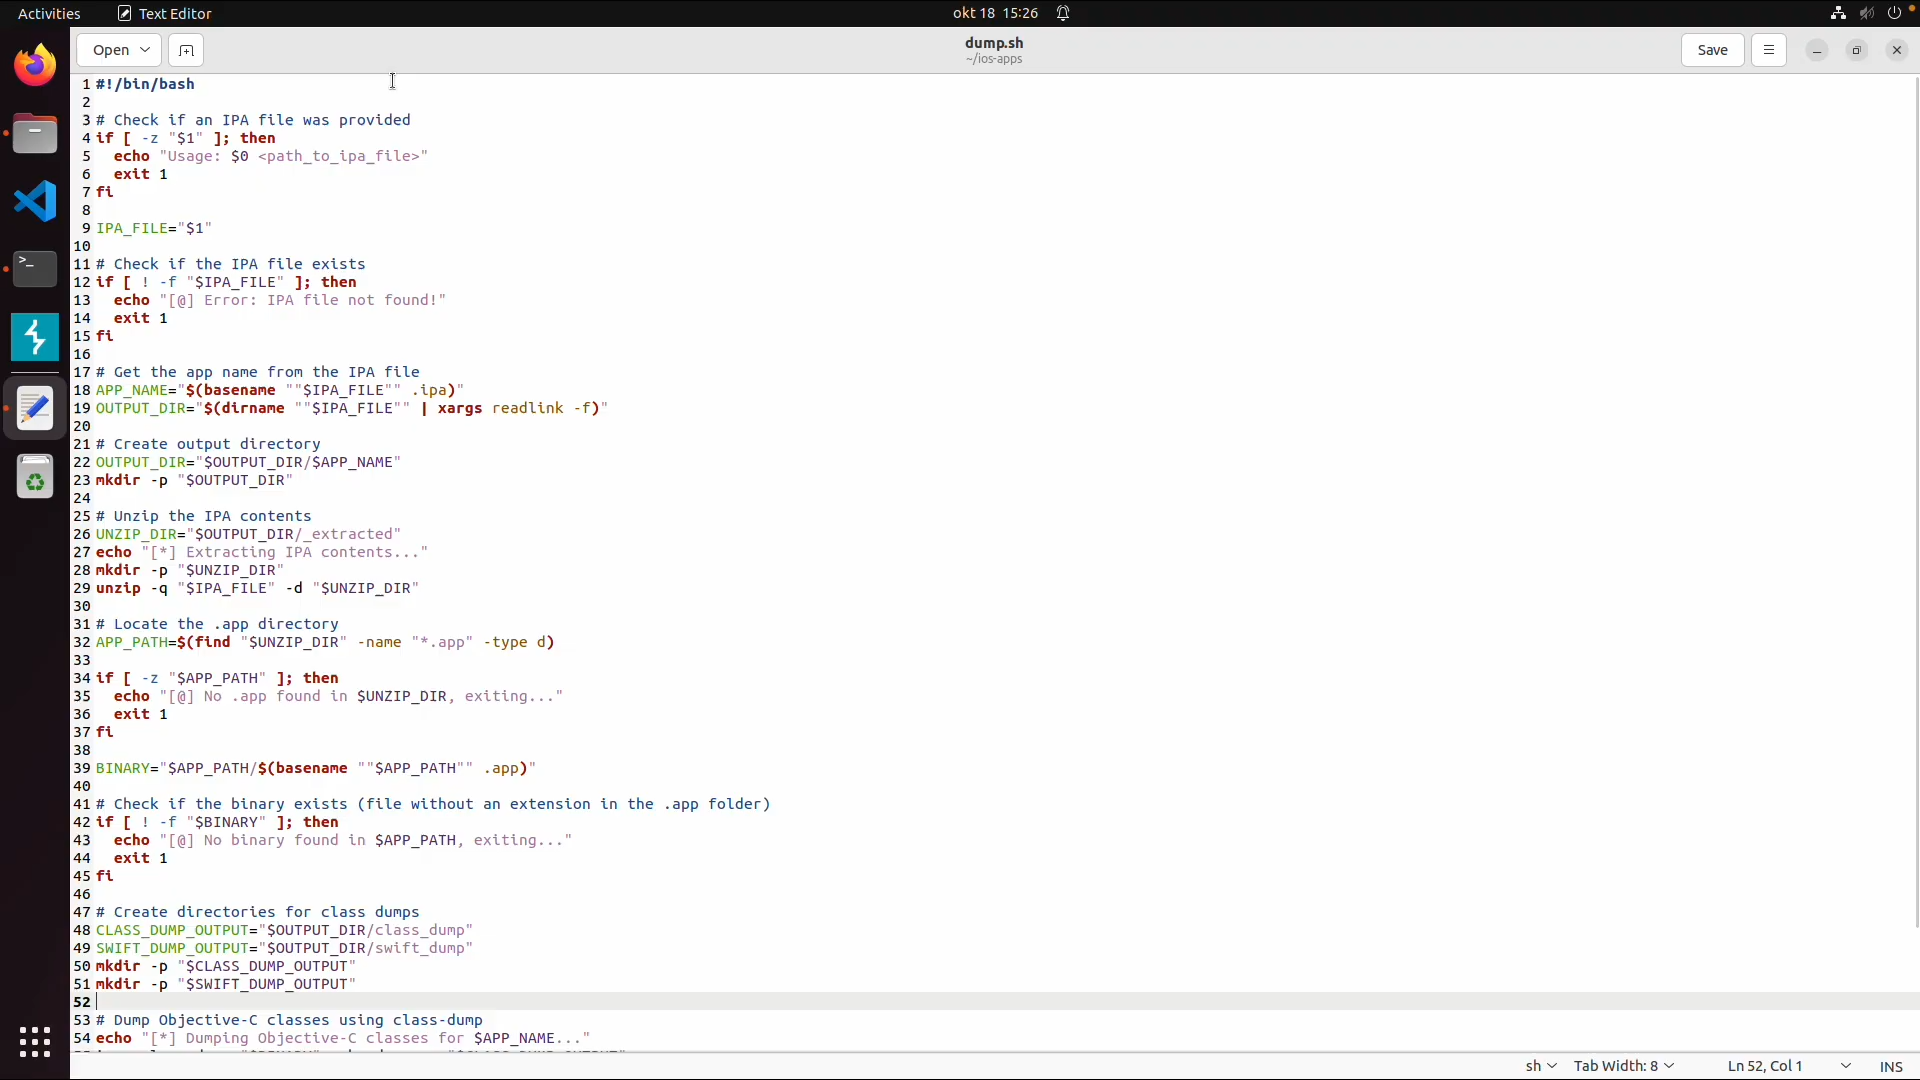 Activities Text Editor okt 18 15:26
Open dump.sh Save
~/ios-apps
1 #!/bin/bash
2
3 # Check if an IPA file was provided
4 if [ -z "$1" ]; then
5   echo "Usage: $0 <path_to_ipa_file>"
6   exit 1
7 fi
8
9 IPA_FILE="$1"
10
11 # Check if the IPA file exists
12 if [ ! -f "$IPA_FILE" ]; then
13   echo "[@] Error: IPA file not found!"
14   exit 1
15 fi
16
17 # Get the app name from the IPA file
18 APP_NAME="$(basename ""$IPA_FILE"" .ipa)"
19 OUTPUT_DIR="$(dirname ""$IPA_FILE"" | xargs readlink -f)"
20
21 # Create output directory
22 OUTPUT_DIR="$OUTPUT_DIR/$APP_NAME"
23 mkdir -p "$OUTPUT_DIR"
24
25 # Unzip the IPA contents
26 UNZIP_DIR="$OUTPUT_DIR/_extracted"
27 echo "[*] Extracting IPA contents..."
28 mkdir -p "$UNZIP_DIR"
29 unzip -q "$IPA_FILE" -d "$UNZIP_DIR"
30
31 # Locate the .app directory
32 APP_PATH=$(find "$UNZIP_DIR" -name "*.app" -type d)
33
34 if [ -z "$APP_PATH" ]; then
35   echo "[@] No .app found in $UNZIP_DIR, exiting..."
36   exit 1
37 fi
38
39 BINARY="$APP_PATH/$(basename ""$APP_PATH"" .app)"
40
41 # Check if the binary exists (file without an extension in the .app folder)
42 if [ ! -f "$BINARY" ]; then
43   echo "[@] No binary found in $APP_PATH, exiting..."
44   exit 1
45 fi
46
47 # Create directories for class dumps
48 CLASS_DUMP_OUTPUT="$OUTPUT_DIR/class_dump"
49 SWIFT_DUMP_OUTPUT="$OUTPUT_DIR/swift_dump"
50 mkdir -p "$CLASS_DUMP_OUTPUT"
51 mkdir -p "$SWIFT_DUMP_OUTPUT"
52
53 # Dump Objective-C classes using class-dump
54 echo "[*] Dumping Objective-C classes for $APP_NAME..."
sh Tab Width: 8 Ln 52, Col 1 INS